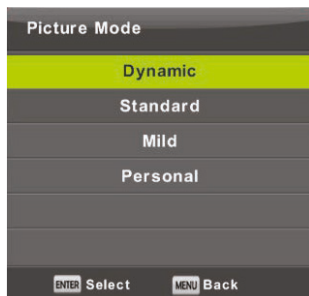 Picture Mode
Dynamic
Standard
Mild
Personal
ENTER Select MENU Back